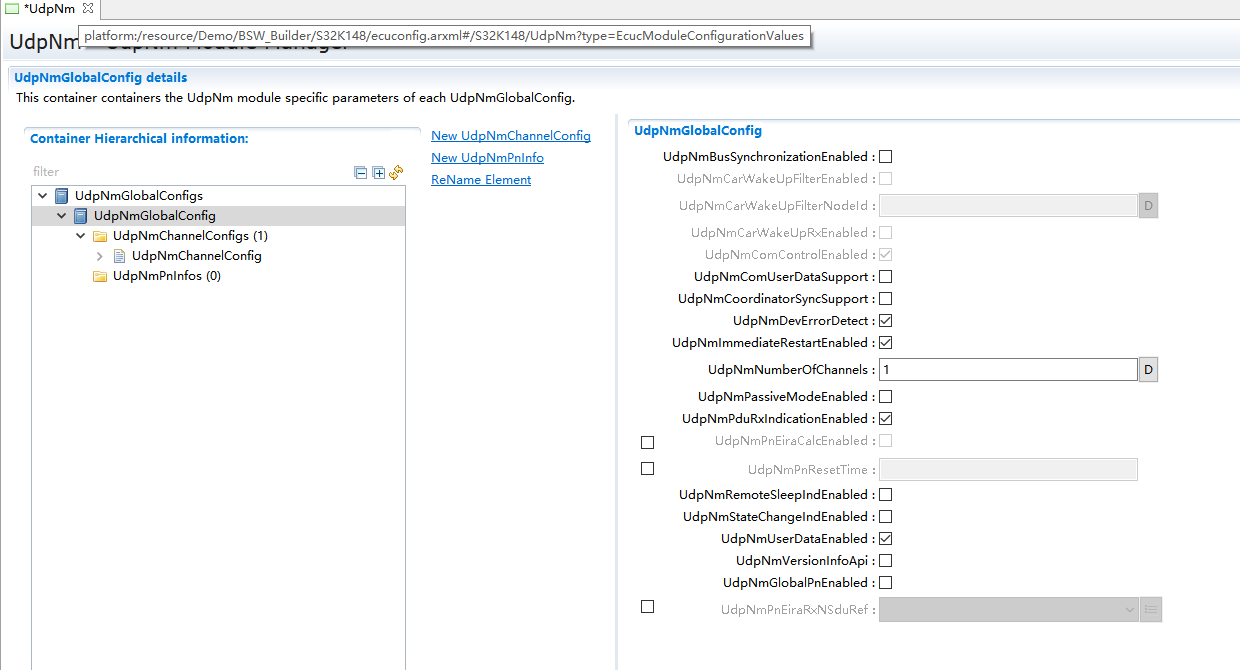 *UdpNm
UdpNm
platform:/resource/Demo/BSW_Builder/S32K148/ecuconfig.arxml#/S32K148/UdpNm?type=EcucModuleConfigurationValues
UdpNmGlobalConfig details
This container containers the UdpNm module specific parameters of each UdpNmGlobalConfig.
Container Hierarchical information:
filter
UdpNmGlobalConfigs
UdpNmGlobalConfig
UdpNmChannelConfigs (1)
UdpNmChannelConfig
UdpNmPnInfos (0)
New UdpNmChannelConfig
New UdpNmPnInfo
ReName Element
UdpNmGlobalConfig
UdpNmBusSynchronizationEnabled :
UdpNmCarWakeUpFilterEnabled :
UdpNmCarWakeUpFilterNodeId : D
UdpNmCarWakeUpRxEnabled :
UdpNmComControlEnabled :
UdpNmComUserDataSupport :
UdpNmCoordinatorSyncSupport :
UdpNmDevErrorDetect :
UdpNmImmediateRestartEnabled :
UdpNmNumberOfChannels : 1 D
UdpNmPassiveModeEnabled :
UdpNmPduRxIndicationEnabled :
UdpNmPnEiraCalcEnabled :
UdpNmPnResetTime :
UdpNmRemoteSleepIndEnabled :
UdpNmStateChangeIndEnabled :
UdpNmUserDataEnabled :
UdpNmVersionInfoApi :
UdpNmGlobalPnEnabled :
UdpNmPnEiraRxNSduRef :